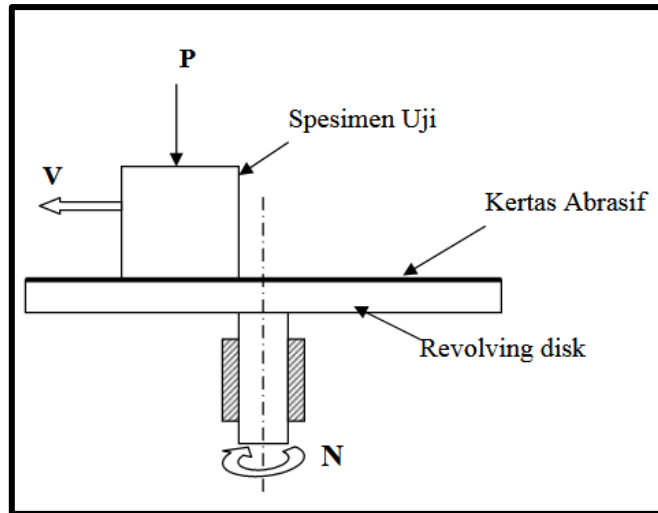 P
Spesimen Uji
V
Kertas Abrasif
Revolving disk
N